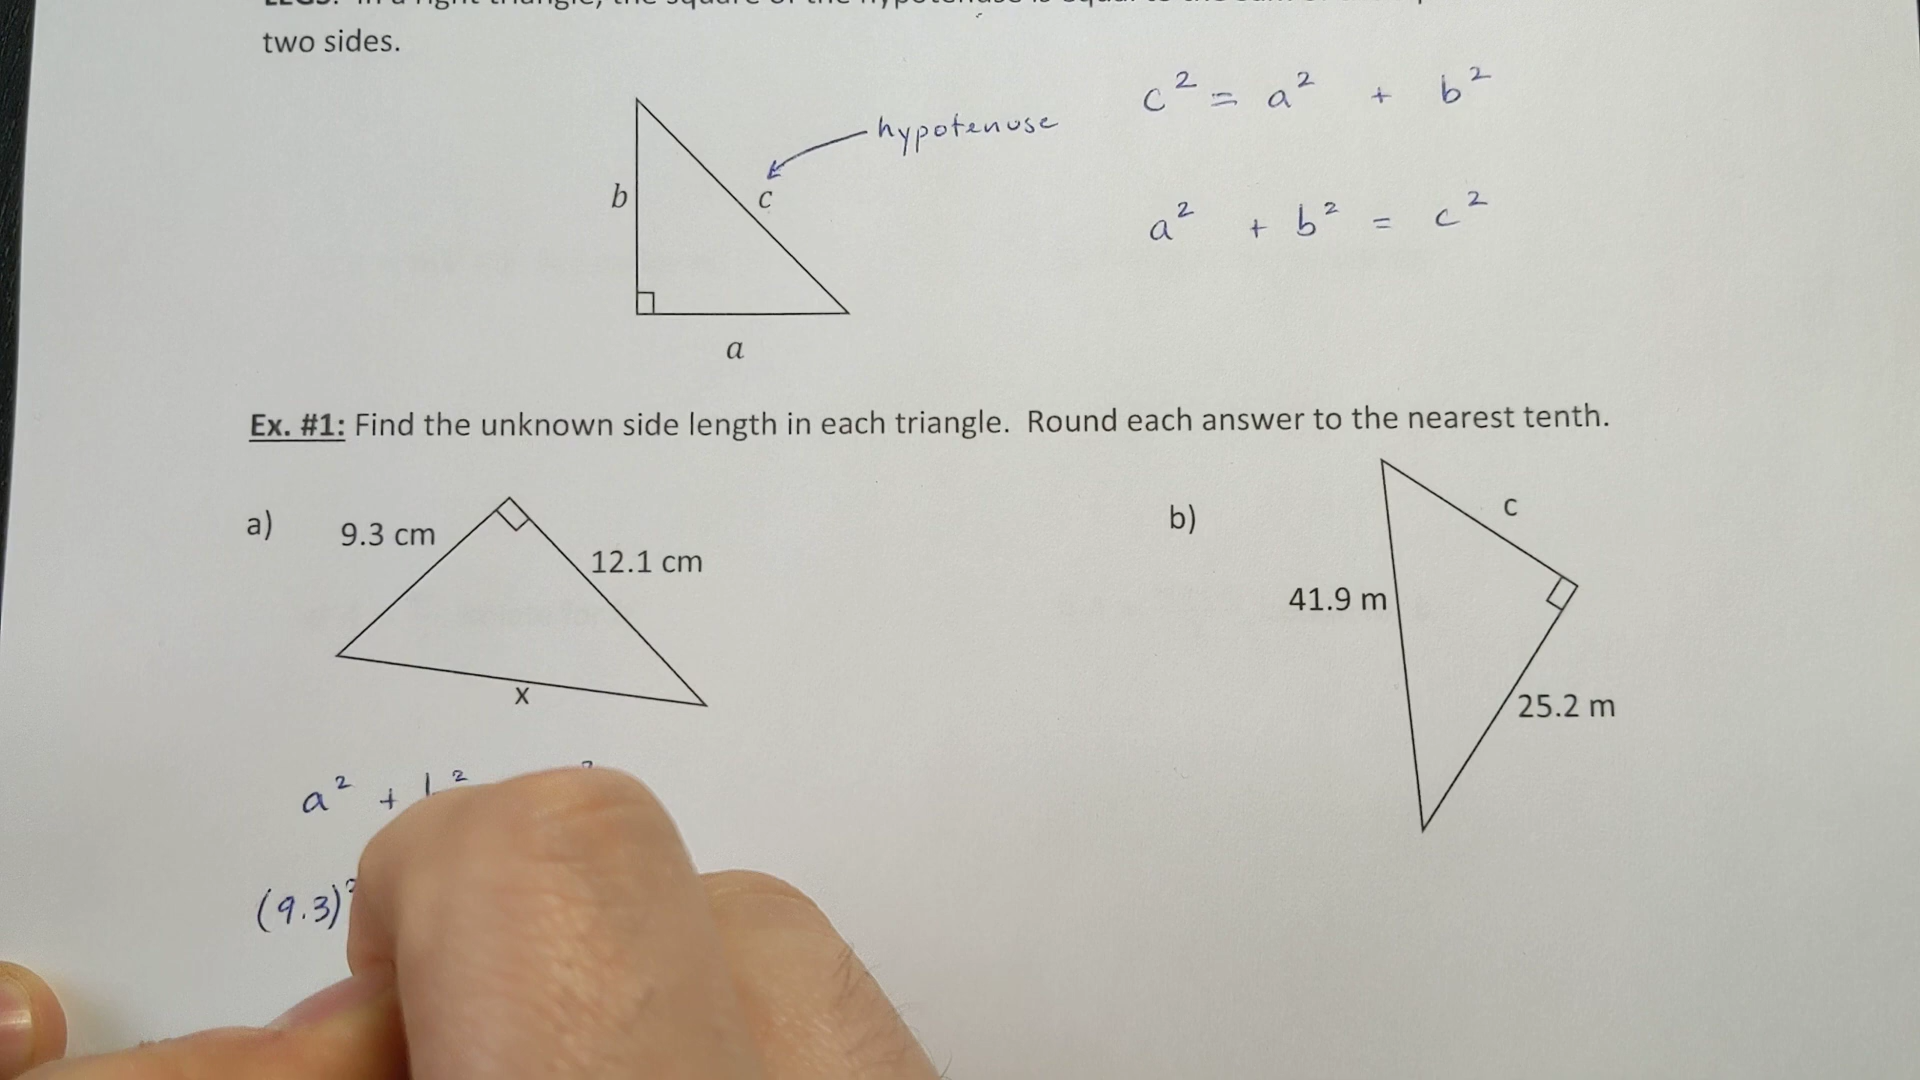 two sides.
c² = a² + b²
hypotenuse
b
c
a² + b² = c²
a
Ex. #1: Find the unknown side length in each triangle. Round each answer to the nearest tenth.
a)
9.3 cm
12.1 cm
x
b)
c
41.9 m
25.2 m
a² +
(9.3)²